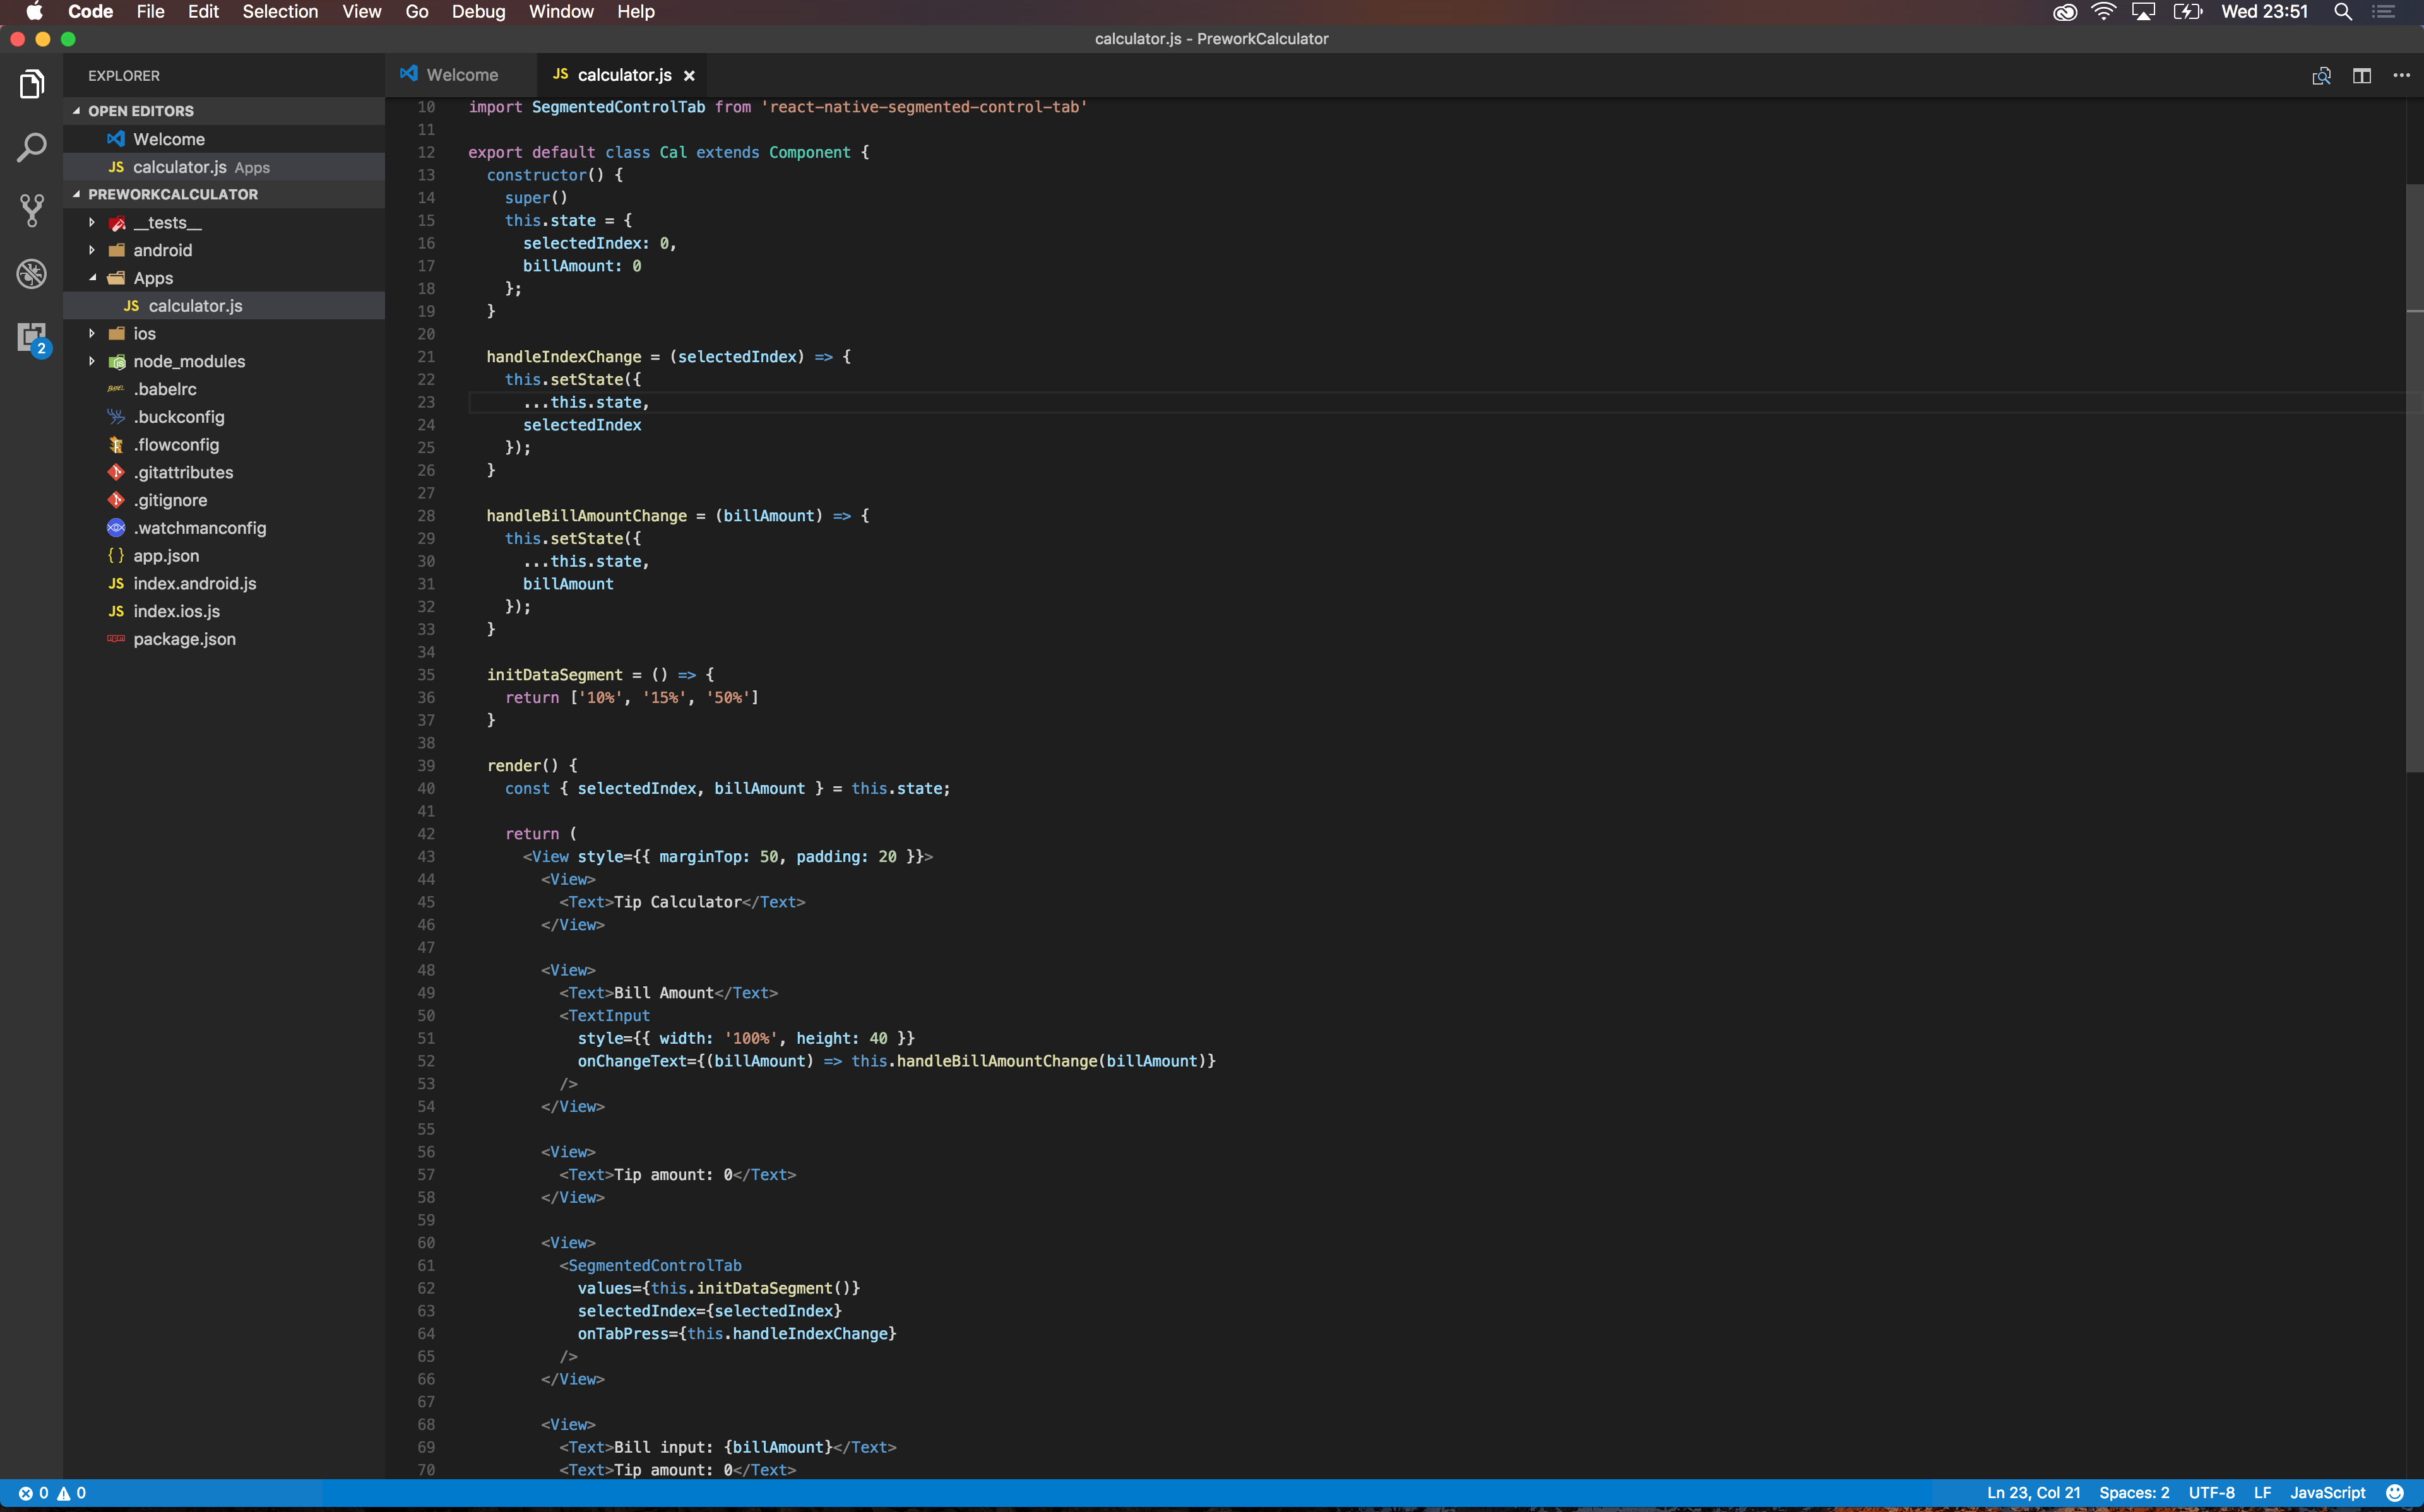 Code File Edit Selection View Go Debug Window Help Wed 23:51
calculator.js - PreworkCalculator
EXPLORER
OPEN EDITORS
Welcome
JS calculator.js Apps
PREWORKCALCULATOR
__tests__
android
Apps
JS calculator.js
ios
node_modules
.babelrc
.buckconfig
.flowconfig
.gitattributes
.gitignore
.watchmanconfig
{ } app.json
JS index.android.js
JS index.ios.js
package.json
2
Welcome JS calculator.js
10 import SegmentedControlTab from 'react-native-segmented-control-tab'
11
12 export default class Cal extends Component {
13   constructor() {
14     super()
15     this.state = {
16       selectedIndex: 0,
17       billAmount: 0
18     };
19   }
20
21   handleIndexChange = (selectedIndex) => {
22     this.setState({
23       ...this.state,
24       selectedIndex
25     });
26   }
27
28   handleBillAmountChange = (billAmount) => {
29     this.setState({
30       ...this.state,
31       billAmount
32     });
33   }
34
35   initDataSegment = () => {
36     return ['10%', '15%', '50%']
37   }
38
39   render() {
40     const { selectedIndex, billAmount } = this.state;
41
42     return (
43       <View style={{ marginTop: 50, padding: 20 }}>
44         <View>
45           <Text>Tip Calculator</Text>
46         </View>
47
48         <View>
49           <Text>Bill Amount</Text>
50           <TextInput
51             style={{ width: '100%', height: 40 }}
52             onChangeText={(billAmount) => this.handleBillAmountChange(billAmount)}
53           />
54         </View>
55
56         <View>
57           <Text>Tip amount: 0</Text>
58         </View>
59
60         <View>
61           <SegmentedControlTab
62             values={this.initDataSegment()}
63             selectedIndex={selectedIndex}
64             onTabPress={this.handleIndexChange}
65           />
66         </View>
67
68         <View>
69           <Text>Bill input: {billAmount}</Text>
70           <Text>Tip amount: 0</Text>
0 0 Ln 23, Col 21 Spaces: 2 UTF-8 LF JavaScript